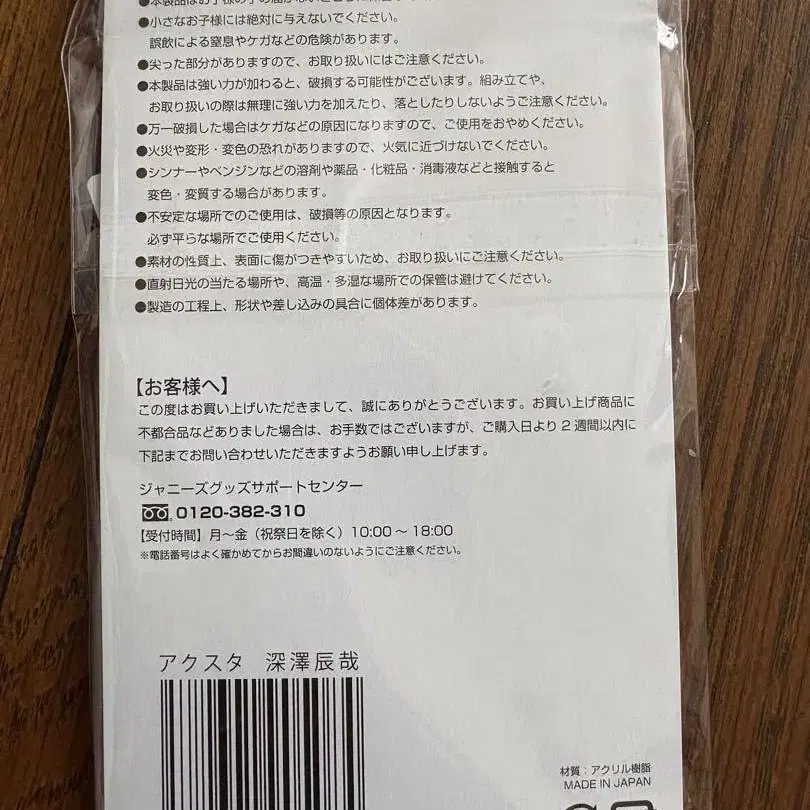 ●小さなお子様には絶対に与えないでください。
誤飲による窒息やケガなどの危険があります。
●尖った部分がありますので、お取り扱いにはご注意ください。
●本製品は強い力が加わると、破損する可能性がございます。組み立てや、
お取り扱いの際は無理に強い力を加えたり、落としたりしないようご注意ください。
●万一破損した場合はケガなどの原因になりますので、ご使用をおやめください。
●火災や変形・変色の恐れがありますので、火気に近づけないでください。
●シンナーやベンジンなどの溶剤や薬品・化粧品・消毒液などと接触すると
変色・変質する場合があります。
●不安定な場所でのご使用は、破損等の原因となります。
必ず平らな場所でご使用ください。
●素材の性質上、表面に傷がつきやすいため、お取り扱いにご注意ください。
●直射日光の当たる場所や、高温・多湿な場所での保管は避けてください。
●製造の工程上、形状や差し込みの具合に個体差があります。
【お客様へ】
この度はお買い上げいただきまして、誠にありがとうございます。お買い上げ商品に
不都合品などありました場合は、お手数ではございますが、ご購入日より2週間以内に
下記までお問い合わせいただきますようお願い申し上げます。
ジャニーズグッズサポートセンター
0120-382-310
【受付時間】月～金（祝祭日を除く）10:00～18:00
※電話番号はよく確かめてからお間違いのないようにご注意ください。
アクスタ 深澤辰哉
材質：アクリル樹脂
MADE IN JAPAN